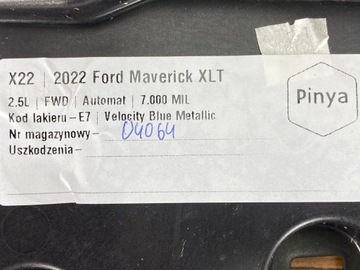 X22 | 2022 Ford Maverick XLT
2.5L | FWD | Automat | 7.000 MIL
Kod lakieru – E7 | Velocity Blue Metallic
Nr magazynowy – 04064
Uszkodzenia –
Pinya